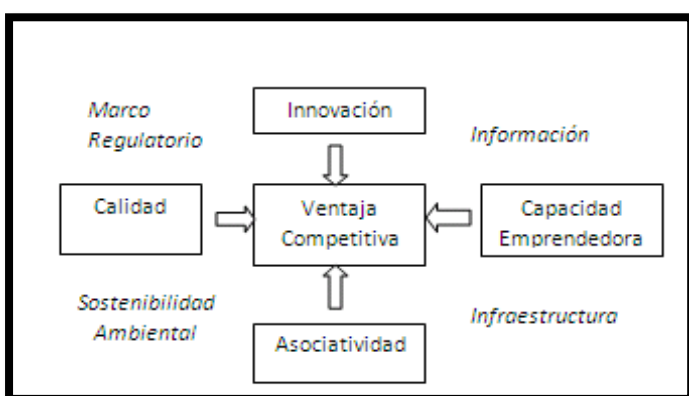 Marco
Regulatorio
Innovación
Información
Calidad
Ventaja
Competitiva
Capacidad
Emprendedora
Sostenibilidad
Ambiental
Asociatividad
Infraestructura